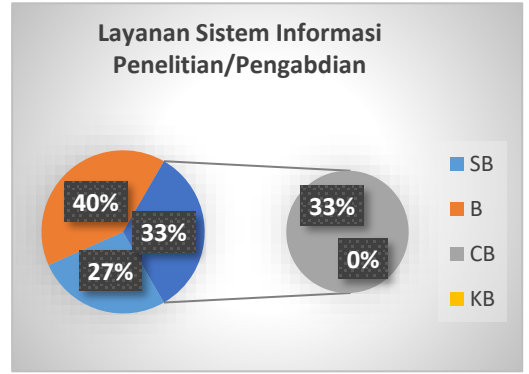 Layanan Sistem Informasi
Penelitian/Pengabdian
40%
33%
27%
33%
0%
SB
B
CB
KB